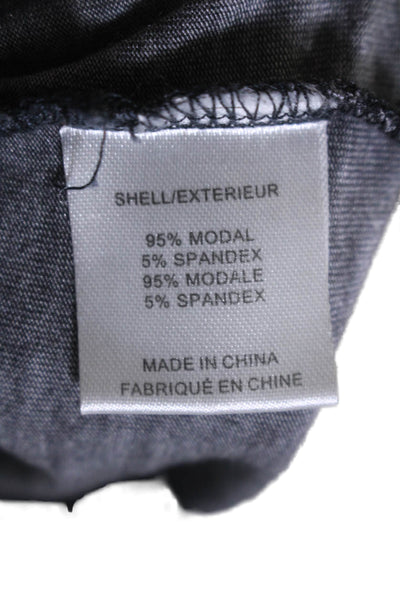 SHELL/EXTERIEUR
95% MODAL
5% SPANDEX
95% MODALE
5% SPANDEX
MADE IN CHINA
FABRIQUÉ EN CHINE